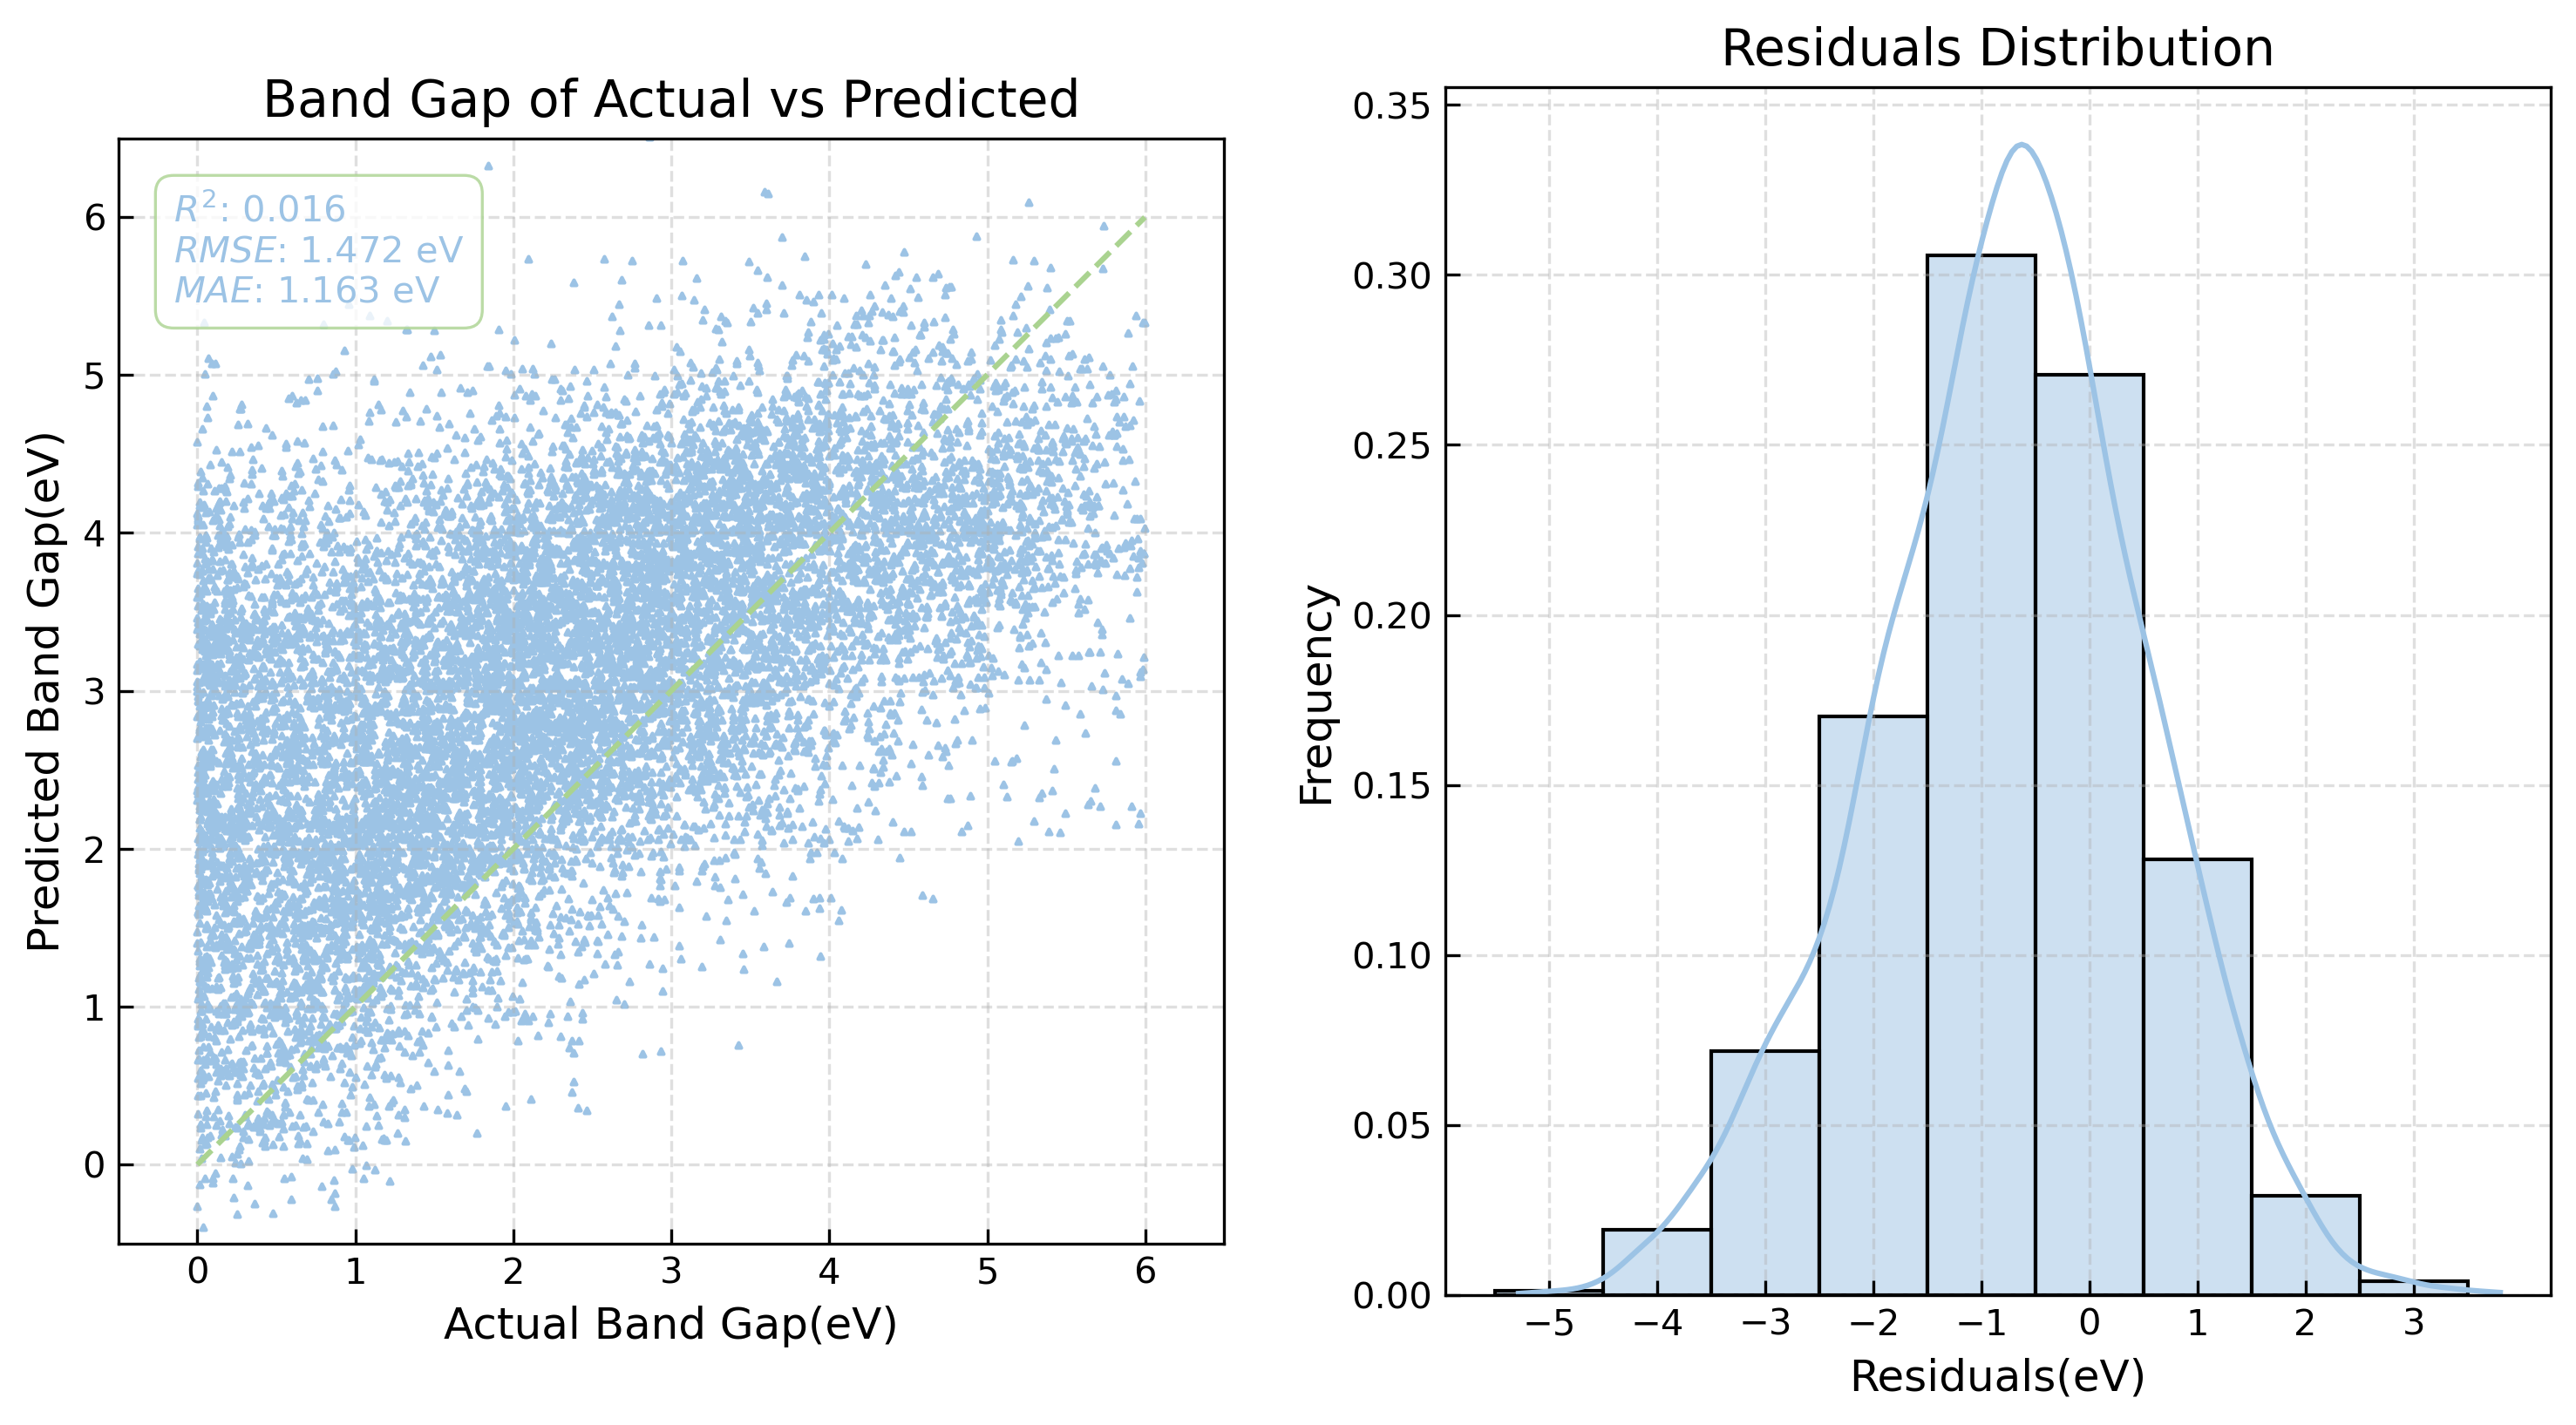 Band Gap of Actual vs Predicted
R²: 0.016
RMSE: 1.472 eV
MAE: 1.163 eV
Predicted Band Gap(eV)
6
5
4
3
2
1
0
0 1 2 3 4 5 6
Actual Band Gap(eV)
Residuals Distribution
Frequency
0.35
0.30
0.25
0.20
0.15
0.10
0.05
0.00
−5 −4 −3 −2 −1 0 1 2 3
Residuals(eV)